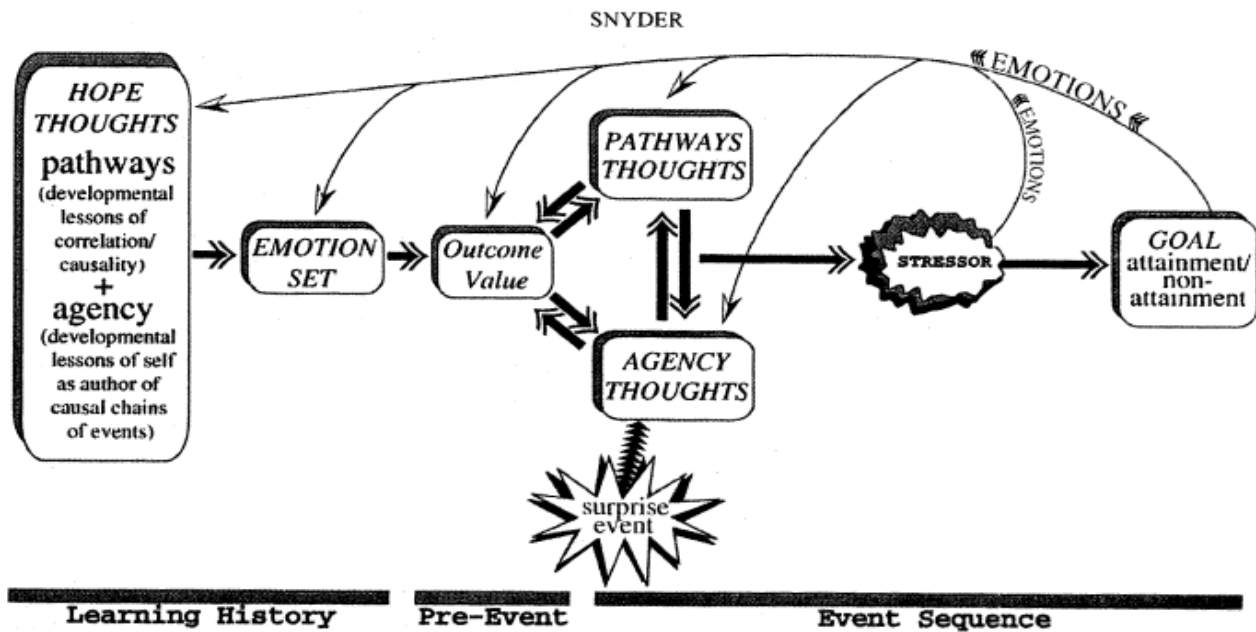 SNYDER
HOPE
THOUGHTS
pathways
(developmental
lessons of
correlation/
causality)
+
agency
(developmental
lessons of self
as author of
causal chains
of events)
EMOTION
SET
Outcome
Value
PATHWAYS
THOUGHTS
AGENCY
THOUGHTS
surprise
event
STRESSOR
EMOTIONS
EMOTIONS
GOAL
attainment/
non-
attainment
Learning History
Pre-Event
Event Sequence